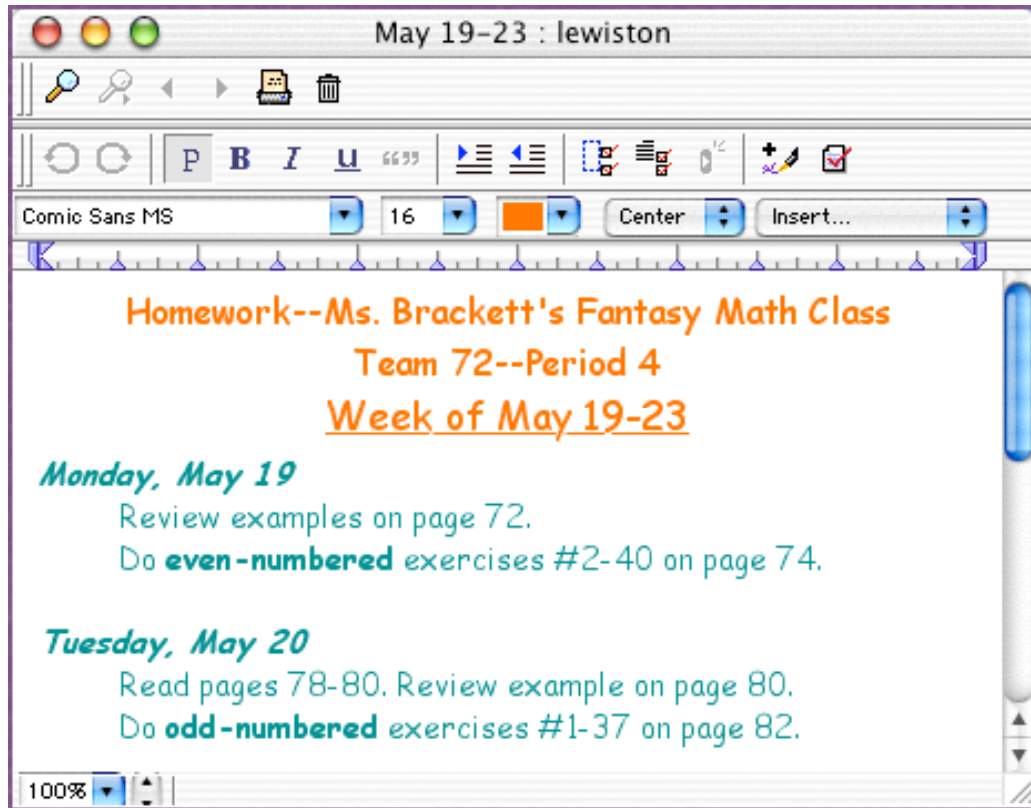 May 19-23 : lewiston
P B I U “”
Comic Sans MS 16 Center Insert...
Homework--Ms. Brackett's Fantasy Math Class
Team 72--Period 4
Week of May 19-23
Monday, May 19
Review examples on page 72.
Do even-numbered exercises #2-40 on page 74.
Tuesday, May 20
Read pages 78-80. Review example on page 80.
Do odd-numbered exercises #1-37 on page 82.
100%